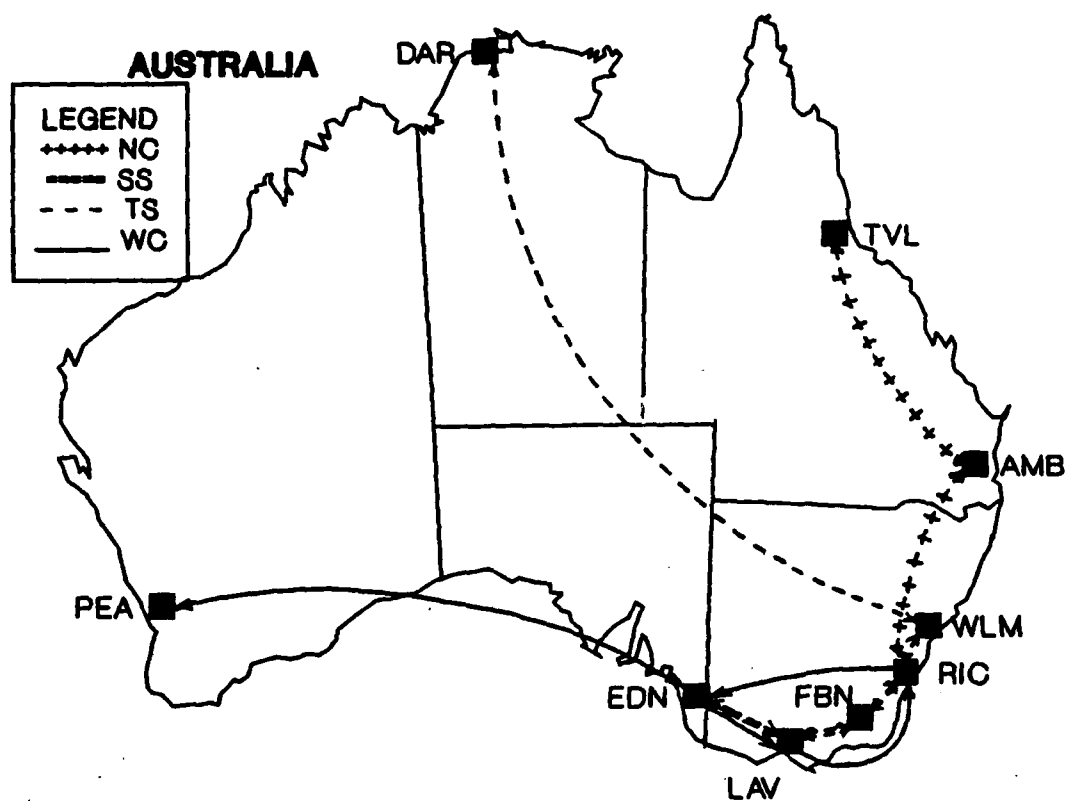 AUSTRALIA
LEGEND
NC
SS
TS
WC
DAR
TVL
AMB
PEA
WLM
RIC
EDN
FBN
LAV